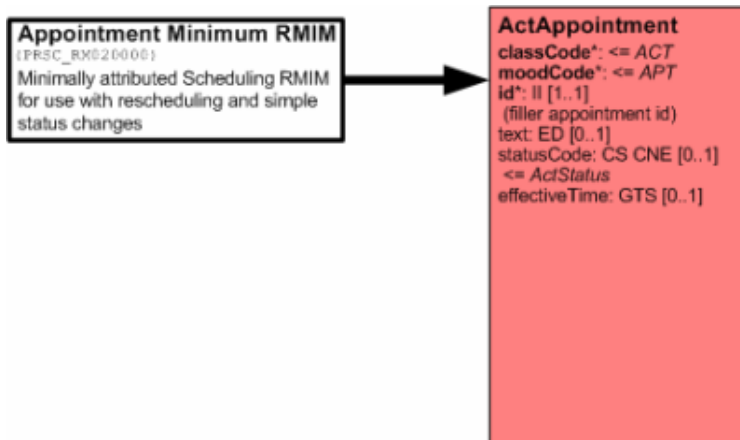 Appointment Minimum RMIM
(PRSC_RX020000)
Minimally attributed Scheduling RMIM
for use with rescheduling and simple
status changes
ActAppointment
classCode*: <= ACT
moodCode*: <= APT
id*: II [1..1]
(filler appointment id)
text: ED [0..1]
statusCode: CS CNE [0..1]
<= ActStatus
effectiveTime: GTS [0..1]